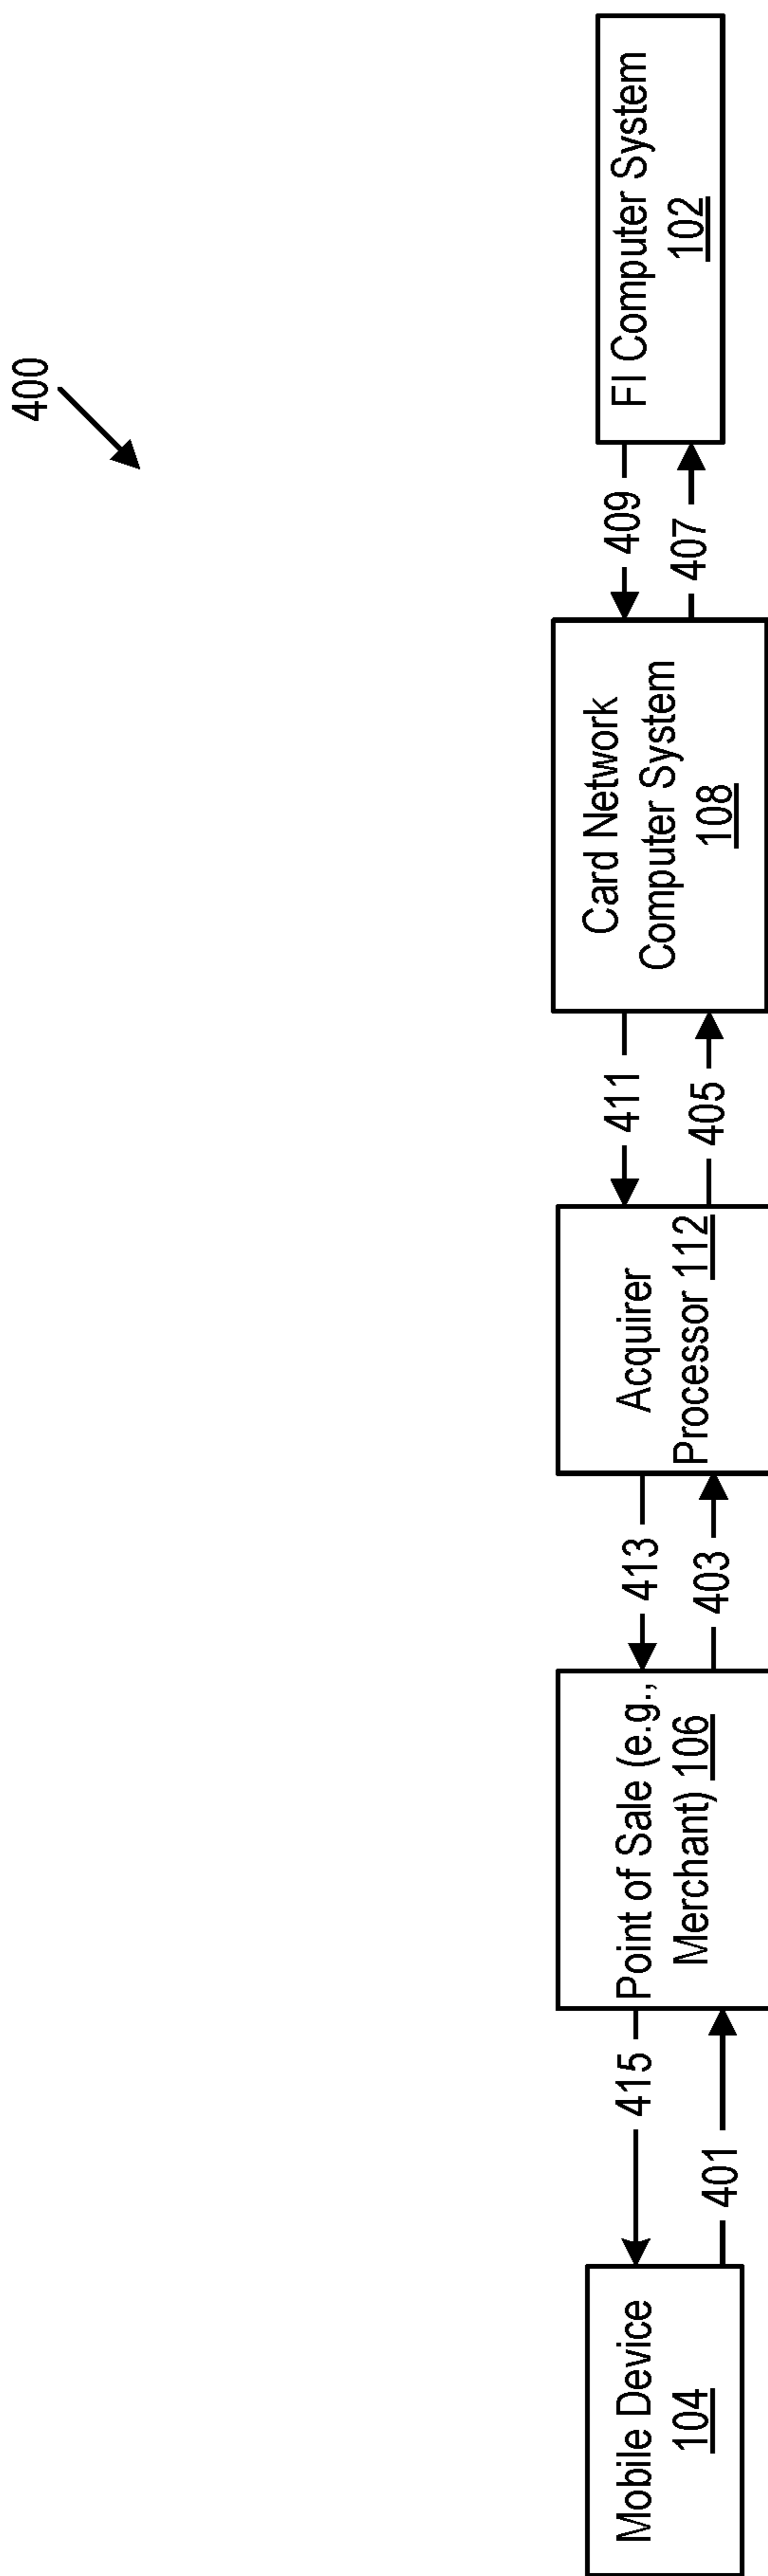 400
Mobile Device
104
415
401
Point of Sale (e.g.,
Merchant) 106
413
403
Acquirer
Processor 112
411
405
Card Network
Computer System
108
409
407
FI Computer System
102